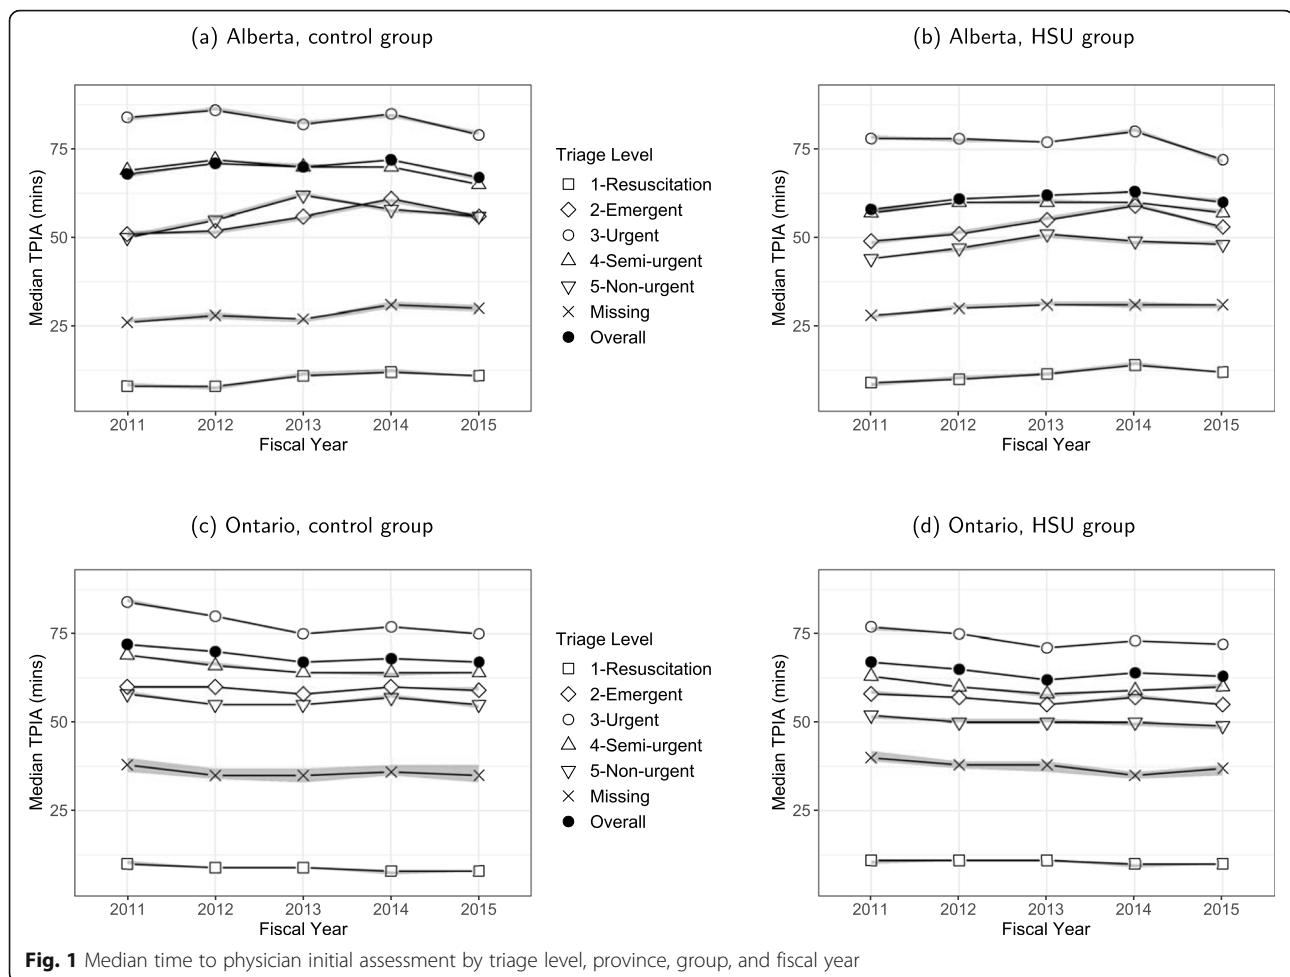 (a) Alberta, control group
(b) Alberta, HSU group
Median TPIA (mins)
75
50
25
2011 2012 2013 2014 2015
Fiscal Year
Triage Level
1-Resuscitation
2-Emergent
3-Urgent
4-Semi-urgent
5-Non-urgent
Missing
Overall
Median TPIA (mins)
75
50
25
2011 2012 2013 2014 2015
Fiscal Year
(c) Ontario, control group
(d) Ontario, HSU group
Median TPIA (mins)
75
50
25
2011 2012 2013 2014 2015
Fiscal Year
Triage Level
1-Resuscitation
2-Emergent
3-Urgent
4-Semi-urgent
5-Non-urgent
Missing
Overall
Median TPIA (mins)
75
50
25
2011 2012 2013 2014 2015
Fiscal Year
Fig. 1 Median time to physician initial assessment by triage level, province, group, and fiscal year